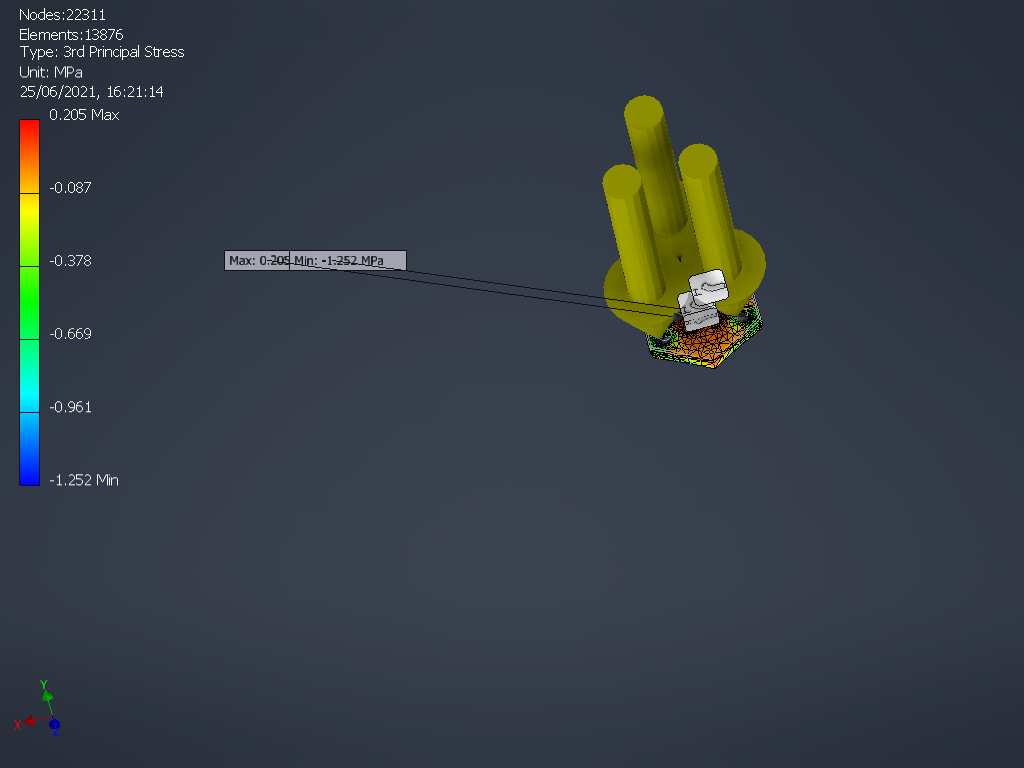 Nodes:22311
Elements:13876
Type: 3rd Principal Stress
Unit: MPa
25/06/2021, 16:21:14
0.205 Max
-0.087
-0.378
-0.669
-0.961
-1.252 Min
Max: 0.205 Min: -1.252 MPa
Y
X
Z